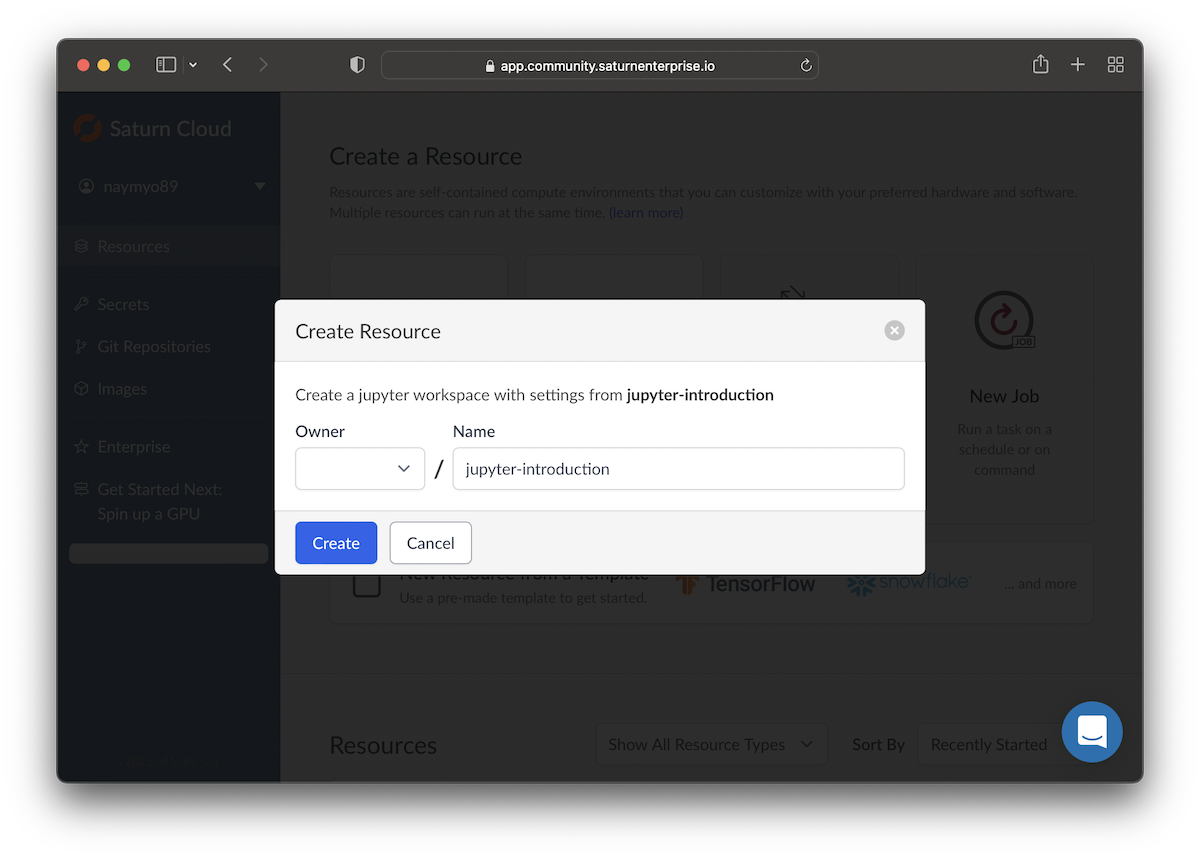 app.community.saturnenterprise.io
Saturn Cloud
naymyo89
Resources
Secrets
Git Repositories
Images
Enterprise
Get Started Next:
Spin up a GPU
Create a Resource
Resources are self-contained compute environments that you can customize with your preferred hardware and software.
Multiple resources can run at the same time. (learn more)
JOB
New Job
Run a task on a
schedule or on
command
Create Resource
Create a jupyter workspace with settings from jupyter-introduction
Owner
Name
/
jupyter-introduction
Create
Cancel
New Resource from a Template
Use a pre-made template to get started.
TensorFlow
snowflake
... and more
Resources
Show All Resource Types
Sort By
Recently Started